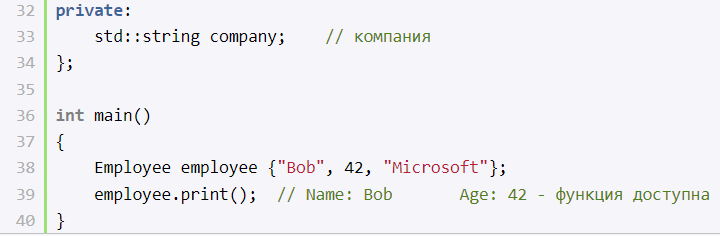 32 private:
33     std::string company;    // компания
34 };
35
36 int main()
37 {
38     Employee employee {"Bob", 42, "Microsoft"};
39     employee.print();  // Name: Bob       Age: 42 - функция доступна
40 }